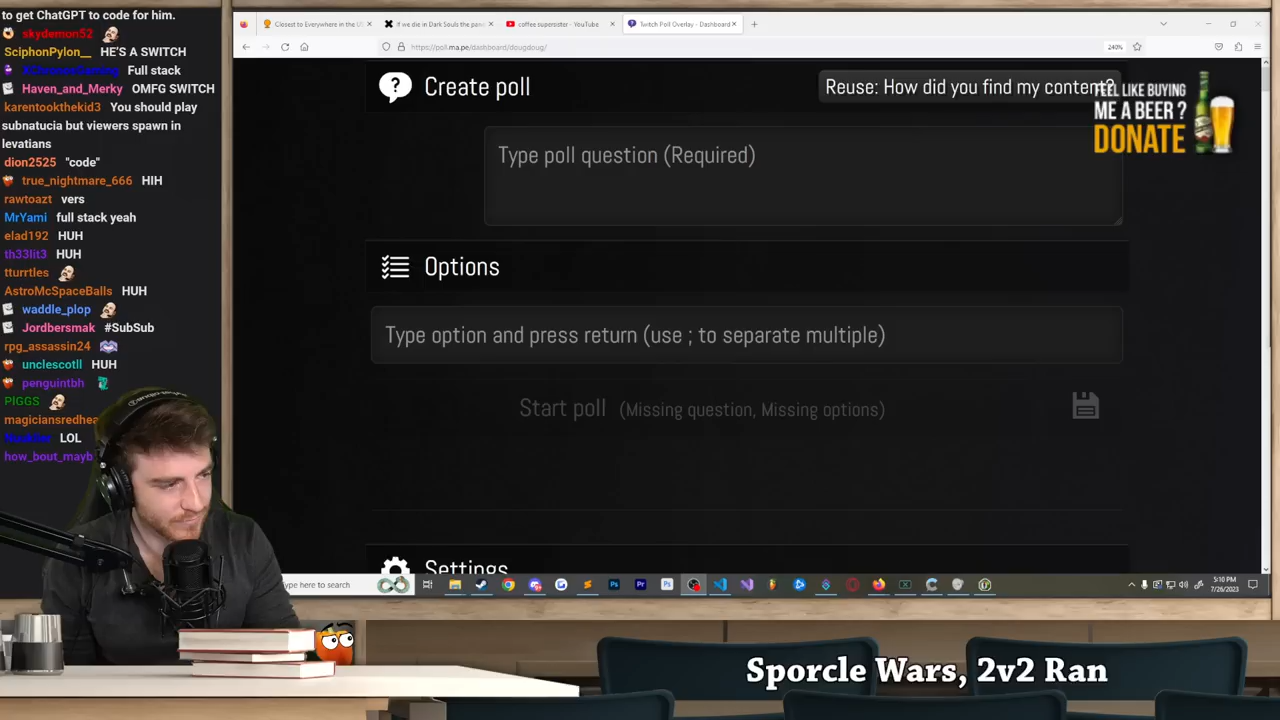 to get ChatGPT to code for him.
skydemon52
SciphonPylon__ HE'S A SWITCH
Full stack
Haven_and_Merky OMFG SWITCH
karentookthekid3 You should play
subnatucia but viewers spawn in
levatians
dion2525 "code"
true_nightmare_666 HIH
rawtoazt vers
MrYami full stack yeah
elad192 HUH
th33lit3 HUH
tturrtles
AstroMcSpaceBalls HUH
waddle_plop
Jordbersmak #SubSub
rpg_assassin24
unclescotll HUH
penguintbh
PIGGS
magiciansredhea
LOL
how_bout_mayb
Closest to Everywhere in the U
If we die in Dark Souls the pan
coffee supersister - YouTube
Twitch Poll Overlay - Dashboard
https://poll.ma.pe/dashboard/dougdoug/
240%
Create poll
Reuse: How did you find my content?
FEEL LIKE BUYING
ME A BEER ?
DONATE
Type poll question (Required)
Options
Type option and press return (use ; to separate multiple)
Start poll (Missing question, Missing options)
Settings
Type here to search
5:10 PM
7/26/2023
Sporcle Wars, 2v2 Ran